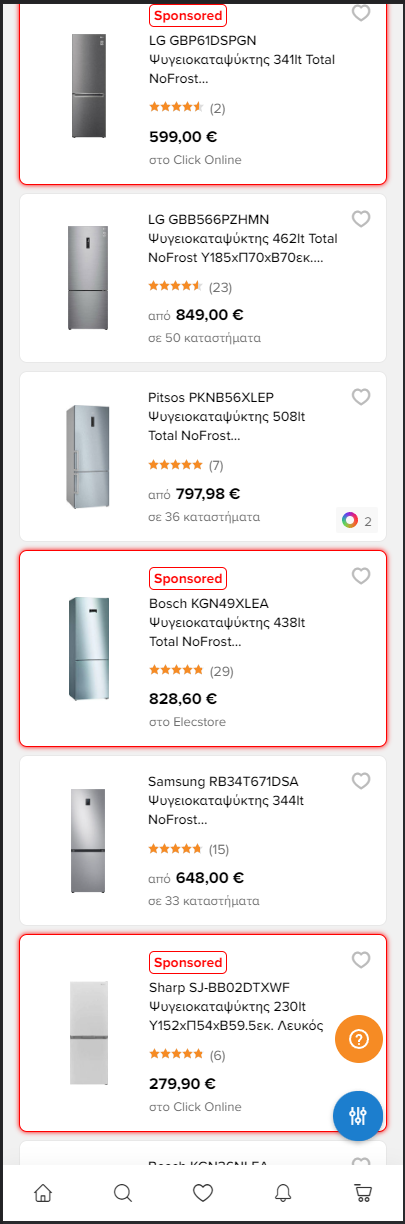 Sponsored
LG GBP61DSPGN
Ψυγειοκαταψύκτης 341lt Total
NoFrost...
(2)
599,00 €
στο Click Online
LG GBB566PZHMN
Ψυγειοκαταψύκτης 462lt Total
NoFrost Υ185xΠ70xΒ70εκ....
(23)
από 849,00 €
σε 50 καταστήματα
Pitsos PKNB56XLEP
Ψυγειοκαταψύκτης 508lt
Total NoFrost...
(7)
από 797,98 €
σε 36 καταστήματα
2
Sponsored
Bosch KGN49XLEA
Ψυγειοκαταψύκτης 438lt
Total NoFrost...
(29)
828,60 €
στο Elecstore
Samsung RB34T671DSA
Ψυγειοκαταψύκτης 344lt
NoFrost...
(15)
από 648,00 €
σε 33 καταστήματα
Sponsored
Sharp SJ-BB02DTXWF
Ψυγειοκαταψύκτης 230lt
Υ152xΠ54xΒ59.5εκ. Λευκός
(6)
279,90 €
στο Click Online